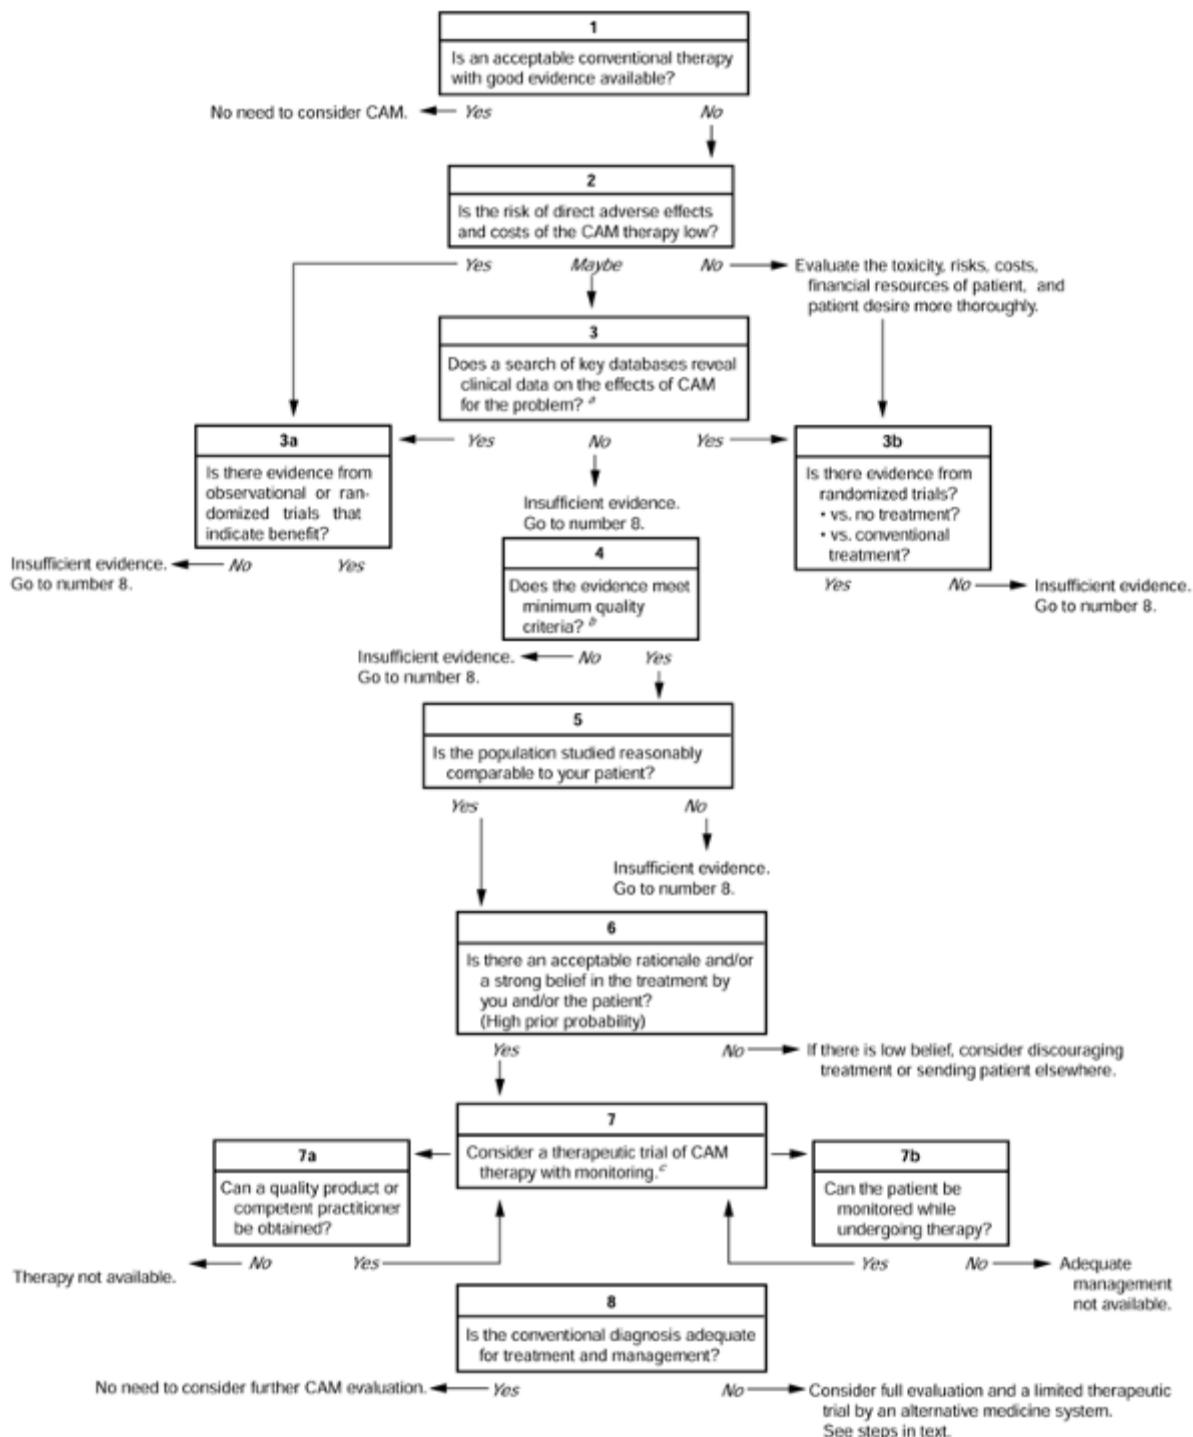 1
Is an acceptable conventional therapy
with good evidence available?
No need to consider CAM. Yes No
2
Is the risk of direct adverse effects
and costs of the CAM therapy low?
Yes Maybe No Evaluate the toxicity, risks, costs,
financial resources of patient, and
patient desire more thoroughly.
3
Does a search of key databases reveal
clinical data on the effects of CAM
for the problem? a
Yes No Yes
3a
Is there evidence from
observational or ran-
domized trials that
indicate benefit?
Insufficient evidence. No Yes
Go to number 8.
Insufficient evidence.
Go to number 8.
3b
Is there evidence from
randomized trials?
• vs. no treatment?
• vs. conventional
treatment?
Yes No Insufficient evidence.
Go to number 8.
4
Does the evidence meet
minimum quality
criteria? b
Insufficient evidence. No Yes
Go to number 8.
5
Is the population studied reasonably
comparable to your patient?
Yes No
Insufficient evidence.
Go to number 8.
6
Is there an acceptable rationale and/or
a strong belief in the treatment by
you and/or the patient?
(High prior probability)
Yes No If there is low belief, consider discouraging
treatment or sending patient elsewhere.
7
Consider a therapeutic trial of CAM
therapy with monitoring.c
7a
Can a quality product or
competent practitioner
be obtained?
No Yes
Therapy not available.
7b
Can the patient be
monitored while
undergoing therapy?
Yes No Adequate
management
not available.
8
Is the conventional diagnosis adequate
for treatment and management?
No need to consider further CAM evaluation. Yes No Consider full evaluation and a limited therapeutic
trial by an alternative medicine system.
See steps in text.